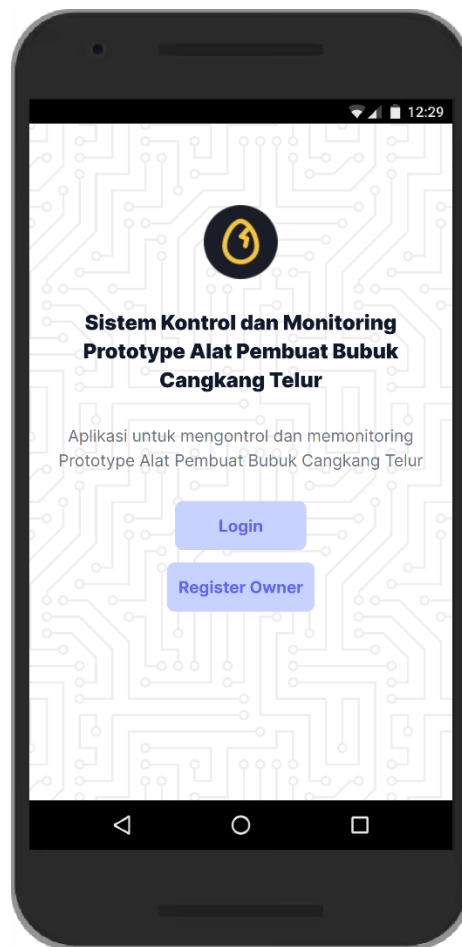 12:29
Sistem Kontrol dan Monitoring
Prototype Alat Pembuat Bubuk
Cangkang Telur
Aplikasi untuk mengontrol dan memonitoring
Prototype Alat Pembuat Bubuk Cangkang Telur
Login
Register Owner